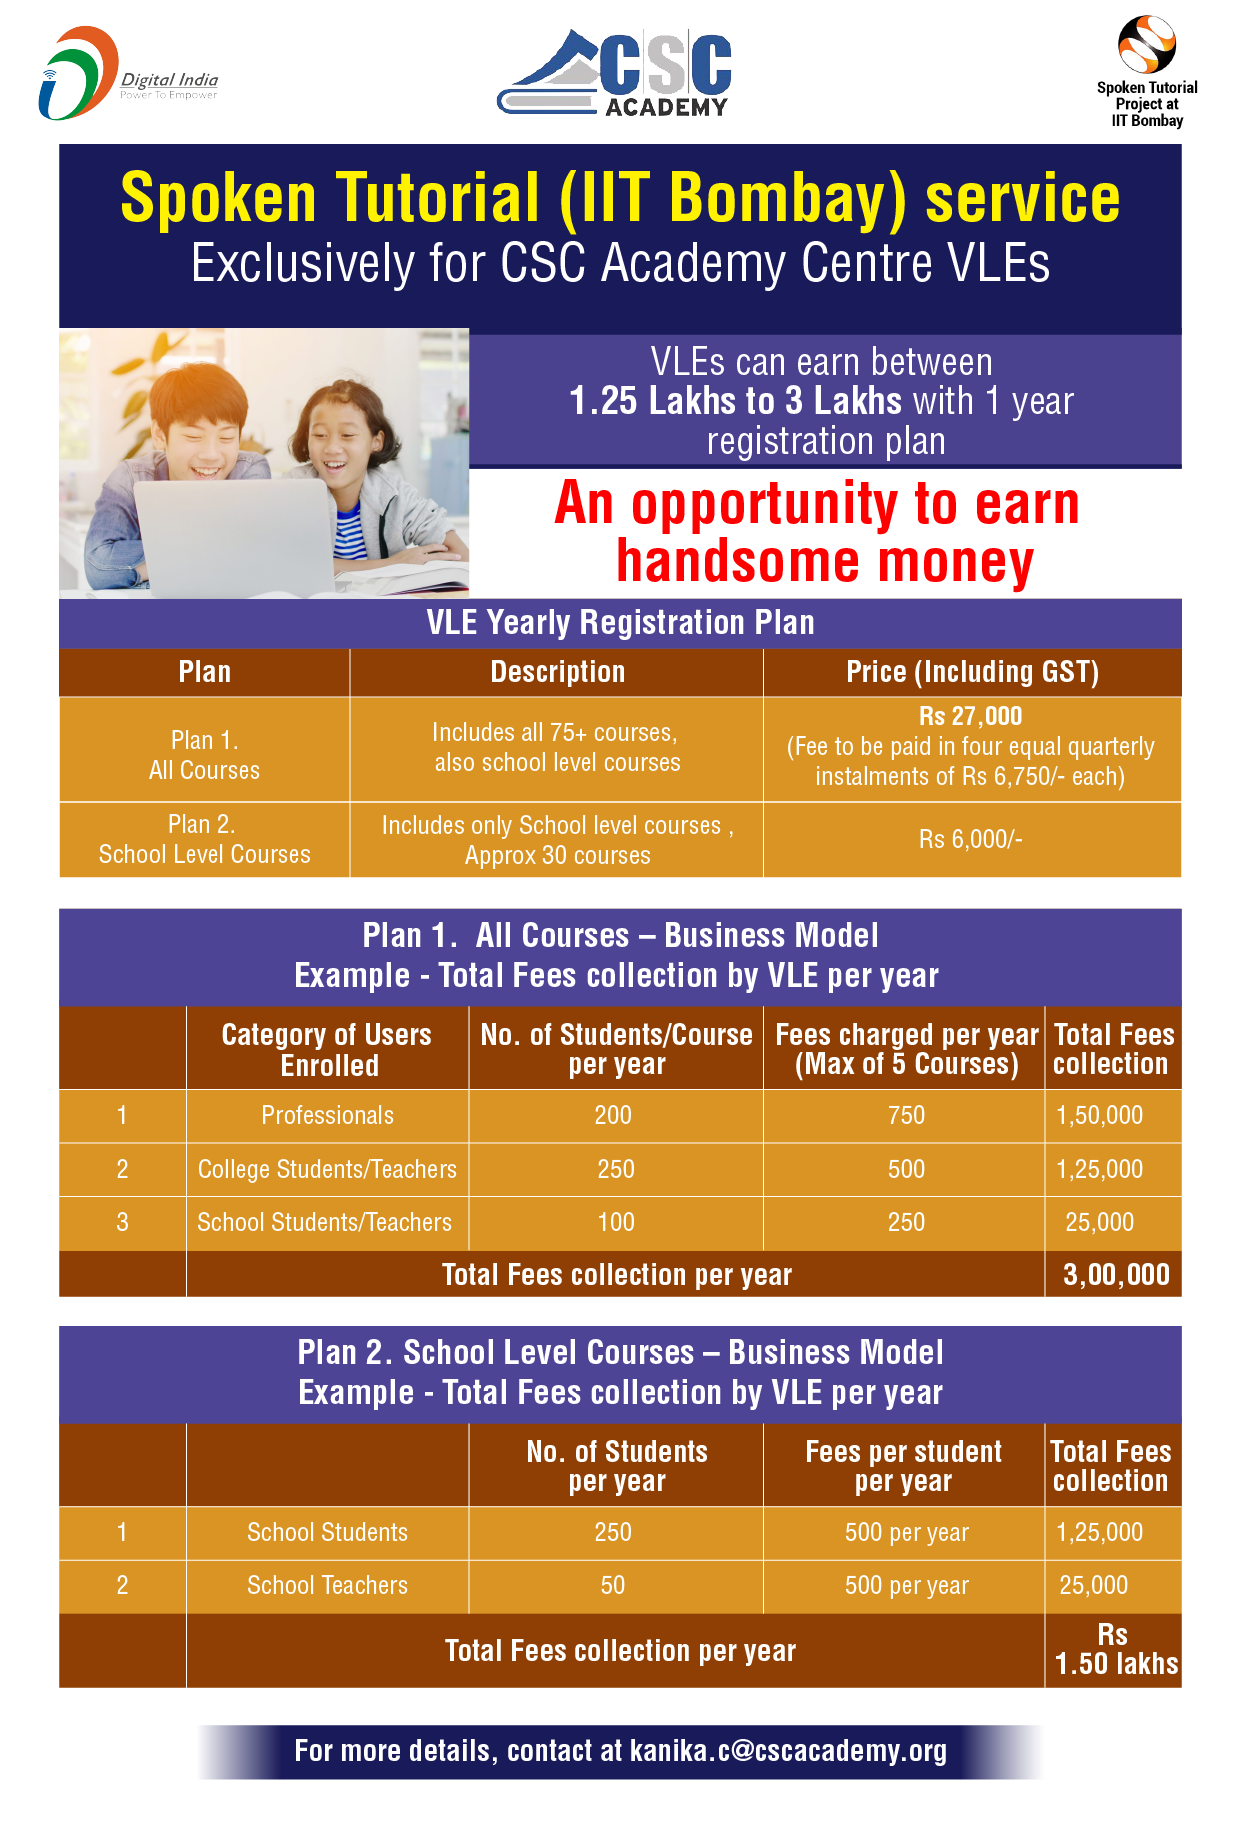 Digital India
Power To Empower
CSC
ACADEMY
Spoken Tutorial
Project at
IIT Bombay
Spoken Tutorial (IIT Bombay) service
Exclusively for CSC Academy Centre VLEs
VLEs can earn between
1.25 Lakhs to 3 Lakhs with 1 year
registration plan
An opportunity to earn
handsome money
VLE Yearly Registration Plan
Plan Description Price (Including GST)
Plan 1.
All Courses
Includes all 75+ courses,
also school level courses
Rs 27,000
(Fee to be paid in four equal quarterly
instalments of Rs 6,750/- each)
Plan 2.
School Level Courses
Includes only School level courses ,
Approx 30 courses
Rs 6,000/-
Plan 1.  All Courses – Business Model
Example - Total Fees collection by VLE per year
Category of Users
Enrolled
No. of Students/Course
per year
Fees charged per year
(Max of 5 Courses)
Total Fees
collection
1 Professionals 200 750 1,50,000
2 College Students/Teachers 250 500 1,25,000
3 School Students/Teachers 100 250 25,000
Total Fees collection per year 3,00,000
Plan 2. School Level Courses – Business Model
Example - Total Fees collection by VLE per year
No. of Students
per year
Fees per student
per year
Total Fees
collection
1 School Students 250 500 per year 1,25,000
2 School Teachers 50 500 per year 25,000
Total Fees collection per year
Rs
1.50 lakhs
For more details, contact at kanika.c@cscacademy.org